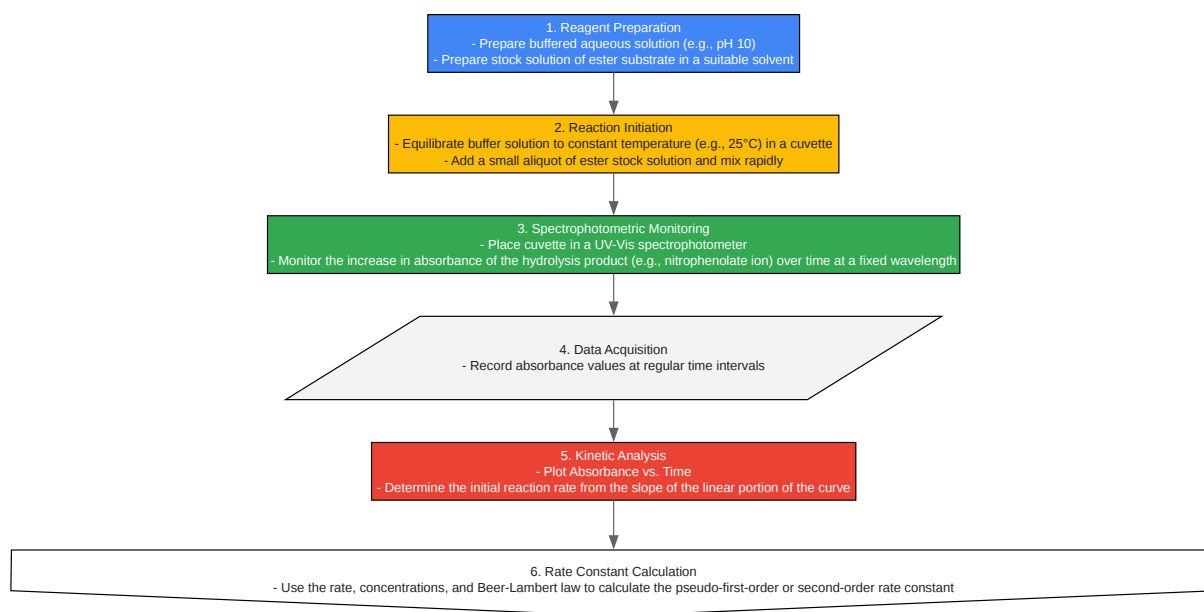 1. Reagent Preparation
- Prepare buffered aqueous solution (e.g., pH 10)
- Prepare stock solution of ester substrate in a suitable solvent
2. Reaction Initiation
- Equilibrate buffer solution to constant temperature (e.g., 25°C) in a cuvette
- Add a small aliquot of ester stock solution and mix rapidly
3. Spectrophotometric Monitoring
- Place cuvette in a UV-Vis spectrophotometer
- Monitor the increase in absorbance of the hydrolysis product (e.g., nitrophenolate ion) over time at a fixed wavelength
4. Data Acquisition
- Record absorbance values at regular time intervals
5. Kinetic Analysis
- Plot Absorbance vs. Time
- Determine the initial reaction rate from the slope of the linear portion of the curve
6. Rate Constant Calculation
- Use the rate, concentrations, and Beer-Lambert law to calculate the pseudo-first-order or second-order rate constant